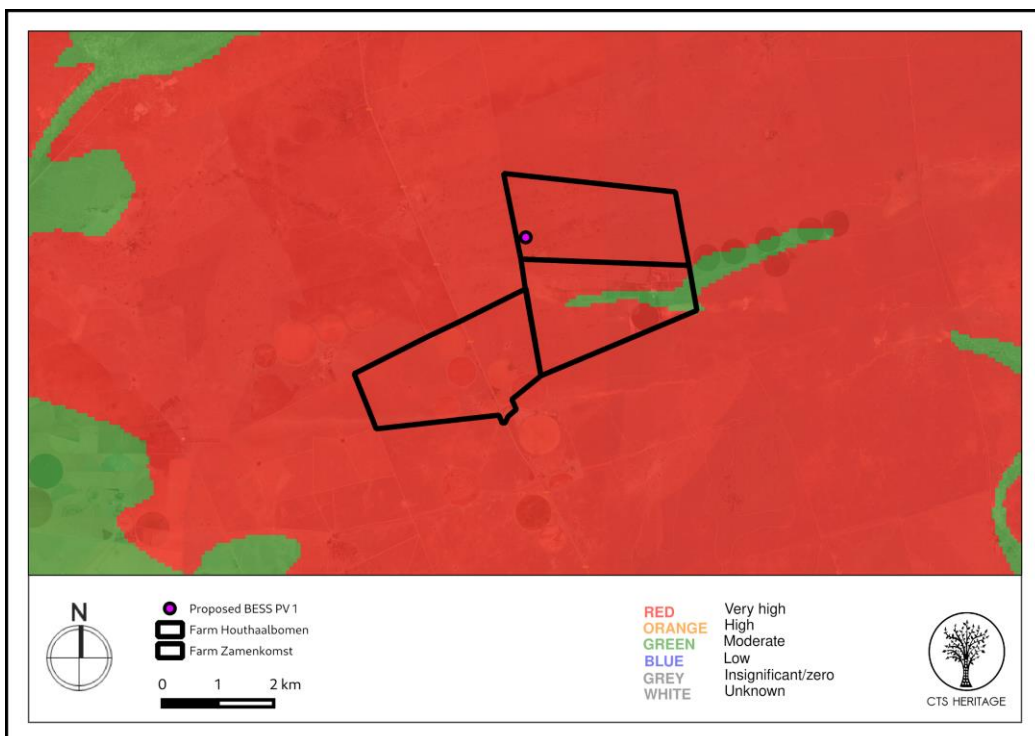 N
0 1 2 km
Proposed BESS PV 1
Farm Houthaalbomen
Farm Zamenkomst
RED Very high
ORANGE High
GREEN Moderate
BLUE Low
GREY Insignificant/zero
WHITE Unknown
CTS HERITAGE